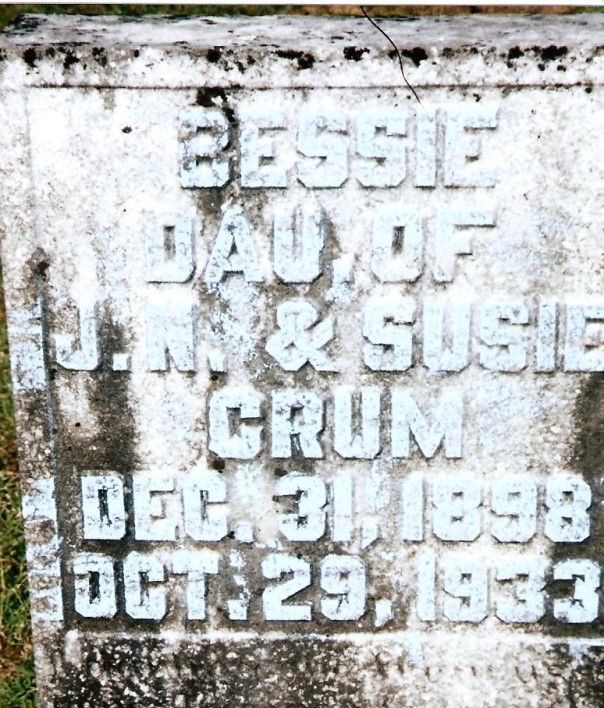 BESSIE
DAU. OF
J. N. & SUSIE
CRUM
DEC. 31, 1898
OCT. 29, 1933